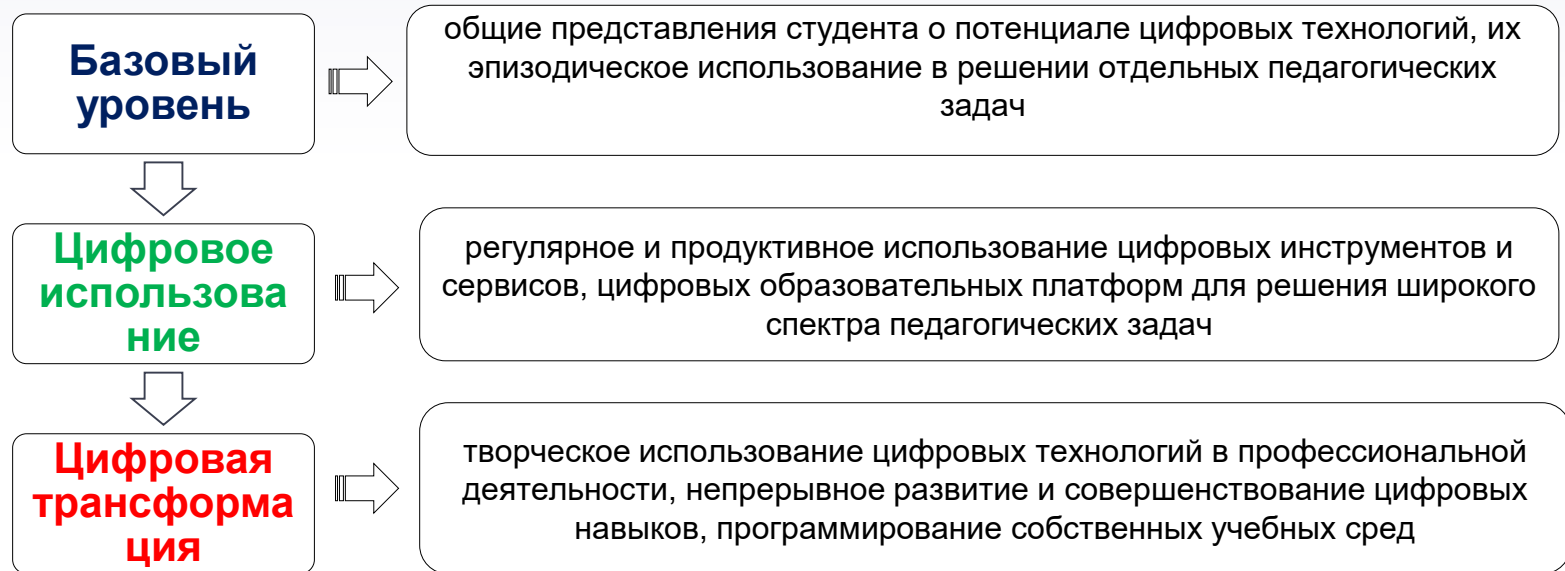 Базовый
уровень
общие представления студента о потенциале цифровых технологий, их
эпизодическое использование в решении отдельных педагогических
задач
Цифровое
использова
ние
регулярное и продуктивное использование цифровых инструментов и
сервисов, цифровых образовательных платформ для решения широкого
спектра педагогических задач
Цифровая
трансформа
ция
творческое использование цифровых технологий в профессиональной
деятельности, непрерывное развитие и совершенствование цифровых
навыков, программирование собственных учебных сред